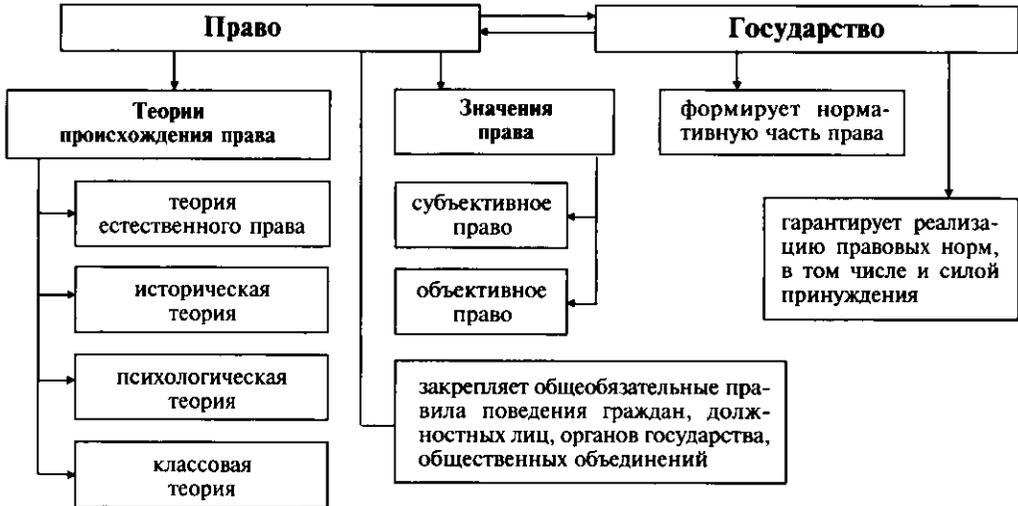 Право
Государство
Теории
происхождения права
Значения
права
формирует норма-
тивную часть права
теория
естественного права
субъективное
право
гарантирует реализа-
цию правовых норм,
в том числе и силой
принуждения
историческая
теория
объективное
право
психологическая
теория
закрепляет общеобязательные пра-
вила поведения граждан, долж-
ностных лиц, органов государства,
общественных объединений
классовая
теория